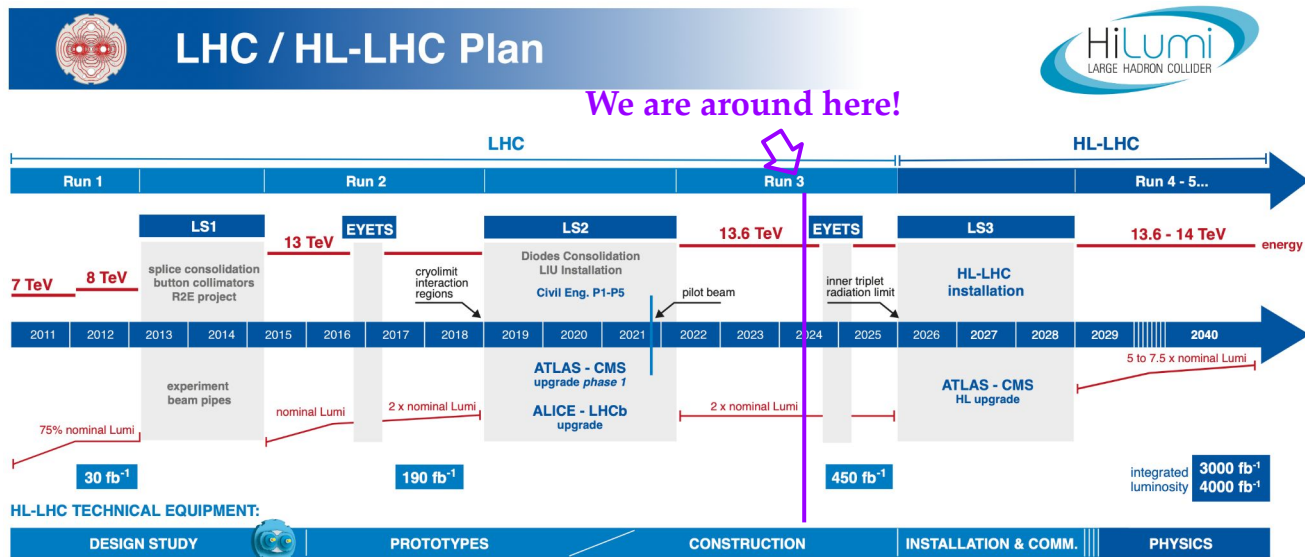 LHC / HL-LHC Plan
HiLumi
LARGE HADRON COLLIDER
We are around here!
LHC
HL-LHC
Run 1
Run 2
Run 3
Run 4 - 5...
LS1
EYETS
LS2
EYETS
LS3
13 TeV
13.6 TeV
13.6 - 14 TeV
energy
7 TeV
8 TeV
splice consolidation
button collimators
R2E project
cryolimit
interaction
regions
Diodes Consolidation
LIU Installation
Civil Eng. P1-P5
pilot beam
inner triplet
radiation limit
HL-LHC
installation
2011
2012
2013
2014
2015
2016
2017
2018
2019
2020
2021
2022
2023
2024
2025
2026
2027
2028
2029
2040
experiment
beam pipes
ATLAS - CMS
upgrade phase 1
ALICE - LHCb
upgrade
ATLAS - CMS
HL upgrade
5 to 7.5 x nominal Lumi
75% nominal Lumi
nominal Lumi
2 x nominal Lumi
2 x nominal Lumi
30 fb⁻¹
190 fb⁻¹
450 fb⁻¹
integrated
luminosity
3000 fb⁻¹
4000 fb⁻¹
HL-LHC TECHNICAL EQUIPMENT:
DESIGN STUDY
PROTOTYPES
CONSTRUCTION
INSTALLATION & COMM.
PHYSICS